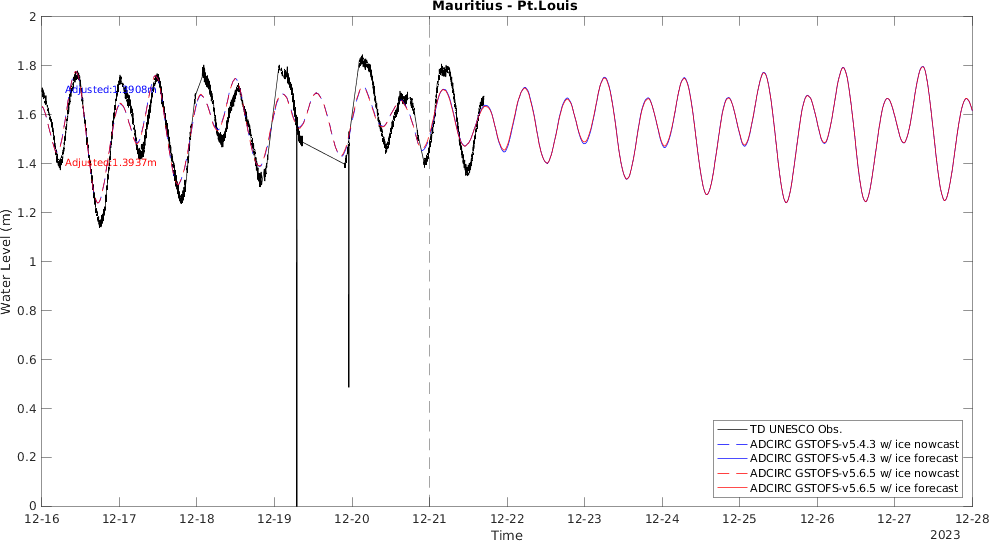 Mauritius - Pt.Louis
Water Level (m)
2
1.8
1.6
1.4
1.2
1
0.8
0.6
0.4
0.2
0
Adjusted:1.3908m
Adjusted:1.3937m
TD UNESCO Obs.
ADCIRC GSTOFS-v5.4.3 w/ ice nowcast
ADCIRC GSTOFS-v5.4.3 w/ ice forecast
ADCIRC GSTOFS-v5.6.5 w/ ice nowcast
ADCIRC GSTOFS-v5.6.5 w/ ice forecast
12-16 12-17 12-18 12-19 12-20 12-21 12-22 12-23 12-24 12-25 12-26 12-27 12-28
Time
2023